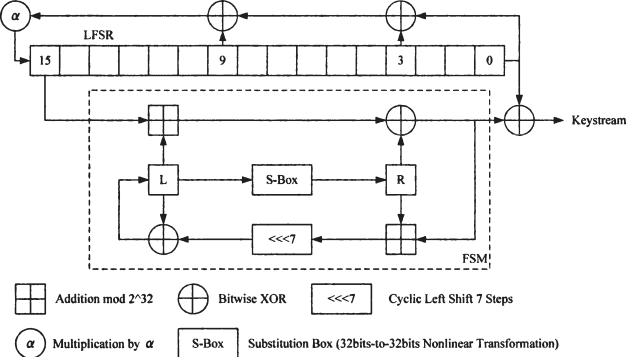 α
LFSR
15 9 3 0
Keystream
L S-Box R
<<<7
FSM
Addition mod 2^32 Bitwise XOR <<<7 Cyclic Left Shift 7 Steps
α Multiplication by α S-Box Substitution Box (32bits-to-32bits Nonlinear Transformation)